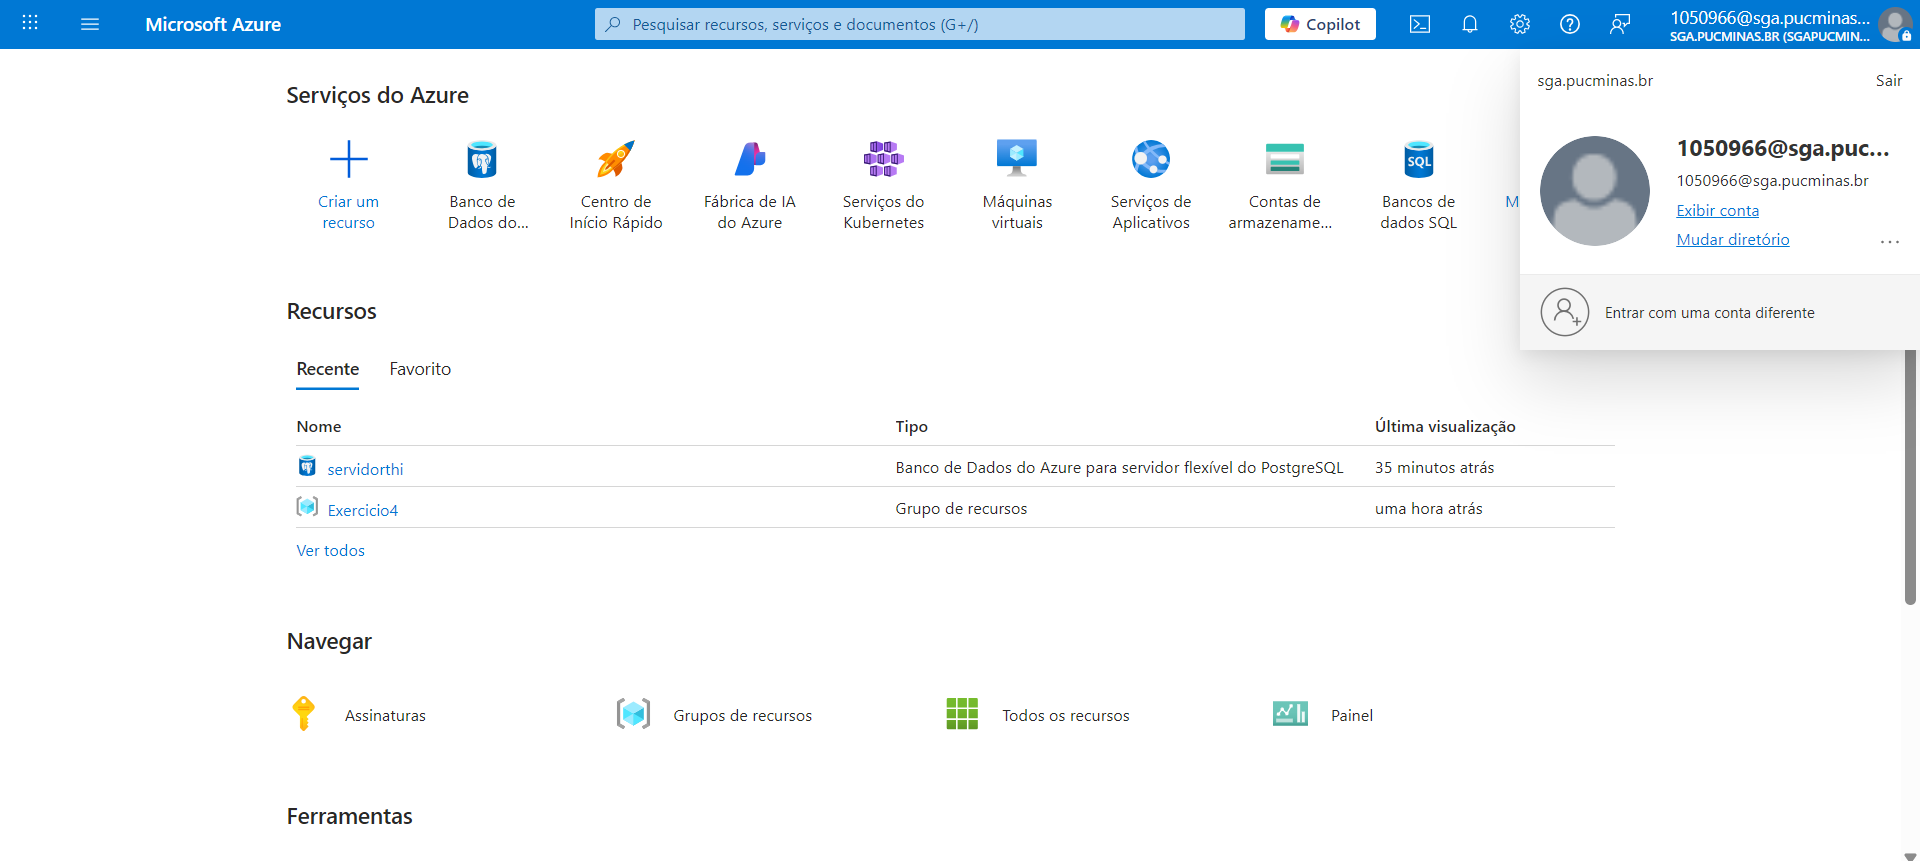 Microsoft Azure
Pesquisar recursos, serviços e documentos (G+/)
Copilot
1050966@sga.pucminas...
SGA.PUCMINAS.BR (SGAPUCMIN...
sga.pucminas.br
Sair
1050966@sga.puc...
1050966@sga.pucminas.br
Exibir conta
Mudar diretório
...
Entrar com uma conta diferente
Serviços do Azure
Criar um
recurso
Banco de
Dados do...
Centro de
Início Rápido
Fábrica de IA
do Azure
Serviços do
Kubernetes
Máquinas
virtuais
Serviços de
Aplicativos
Contas de
armazename...
SQL
Bancos de
dados SQL
M
Recursos
Recente
Favorito
Nome
Tipo
Última visualização
servidorthi
Banco de Dados do Azure para servidor flexível do PostgreSQL
35 minutos atrás
Exercicio4
Grupo de recursos
uma hora atrás
Ver todos
Navegar
Assinaturas
Grupos de recursos
Todos os recursos
Painel
Ferramentas